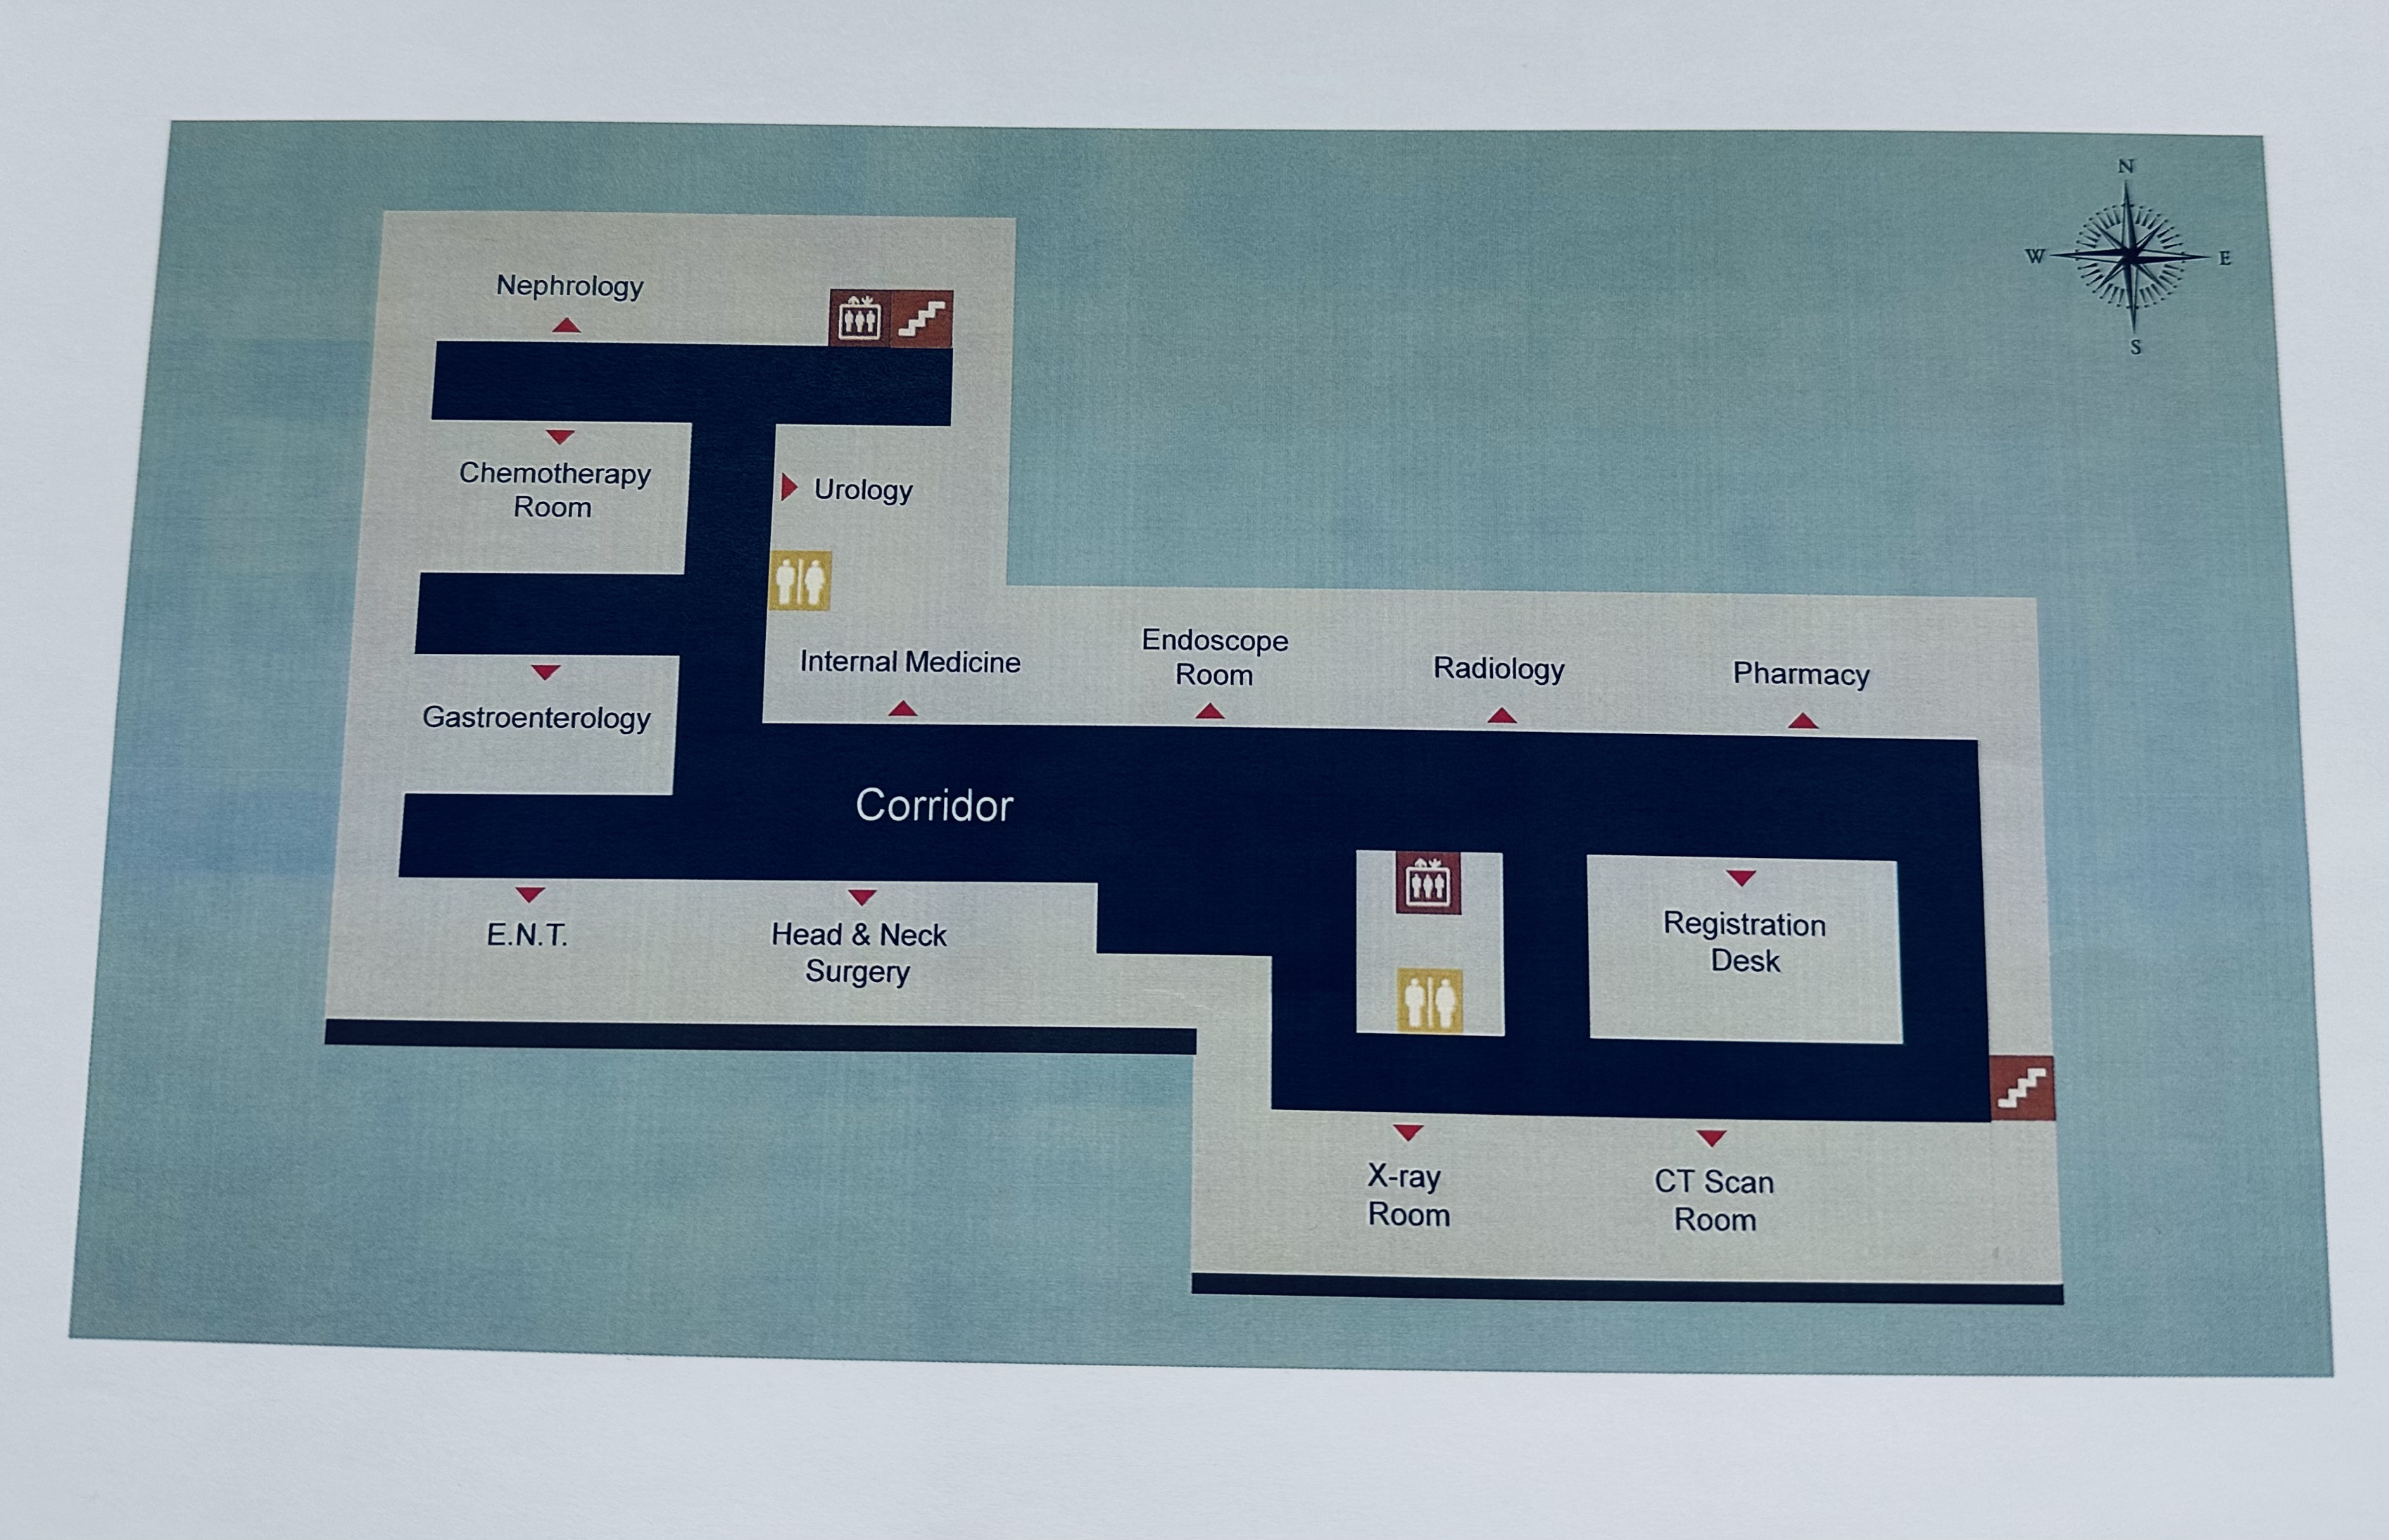 N
W E
S
Nephrology
Chemotherapy
Room
Urology
Internal Medicine
Endoscope
Room
Radiology
Pharmacy
Gastroenterology
Corridor
E.N.T.
Head & Neck
Surgery
Registration
Desk
X-ray
Room
CT Scan
Room